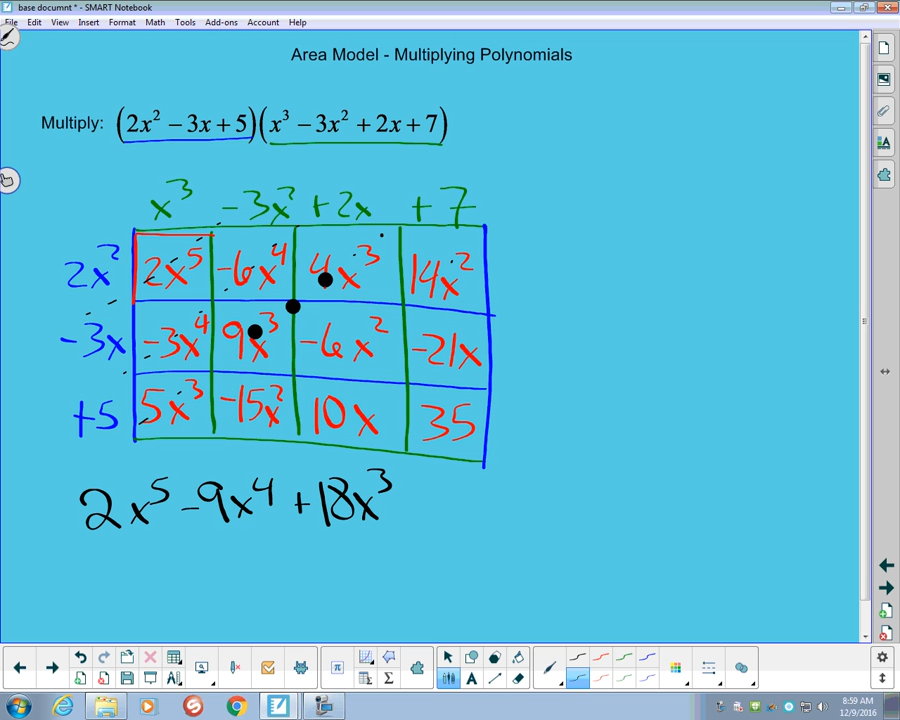 base documnt * - SMART Notebook
File Edit View Insert Format Math Tools Add-ons Account Help
Area Model - Multiplying Polynomials
Multiply: (2x² − 3x + 5)(x³ − 3x² + 2x + 7)
x³ -3x² +2x +7
2x² 2x⁵ -6x⁴ 4x³ 14x²
-3x -3x⁴ 9x³ -6x² -21x
+5 5x³ -15x² 10x 35
2x⁵ -9x⁴ +18x³
8:59 AM
12/9/2016